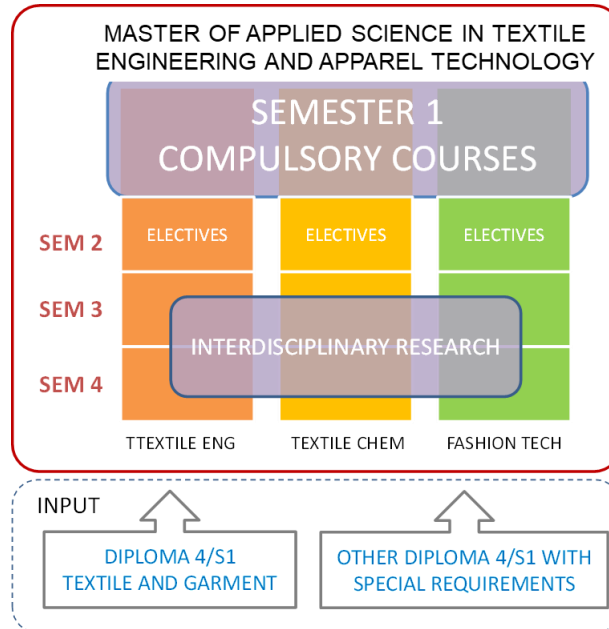 MASTER OF APPLIED SCIENCE IN TEXTILE
ENGINEERING AND APPAREL TECHNOLOGY
SEMESTER 1
COMPULSORY COURSES
SEM 2
ELECTIVES
ELECTIVES
ELECTIVES
SEM 3
INTERDISCIPLINARY RESEARCH
SEM 4
TTEXTILE ENG
TEXTILE CHEM
FASHION TECH
INPUT
DIPLOMA 4/S1
TEXTILE AND GARMENT
OTHER DIPLOMA 4/S1 WITH
SPECIAL REQUIREMENTS